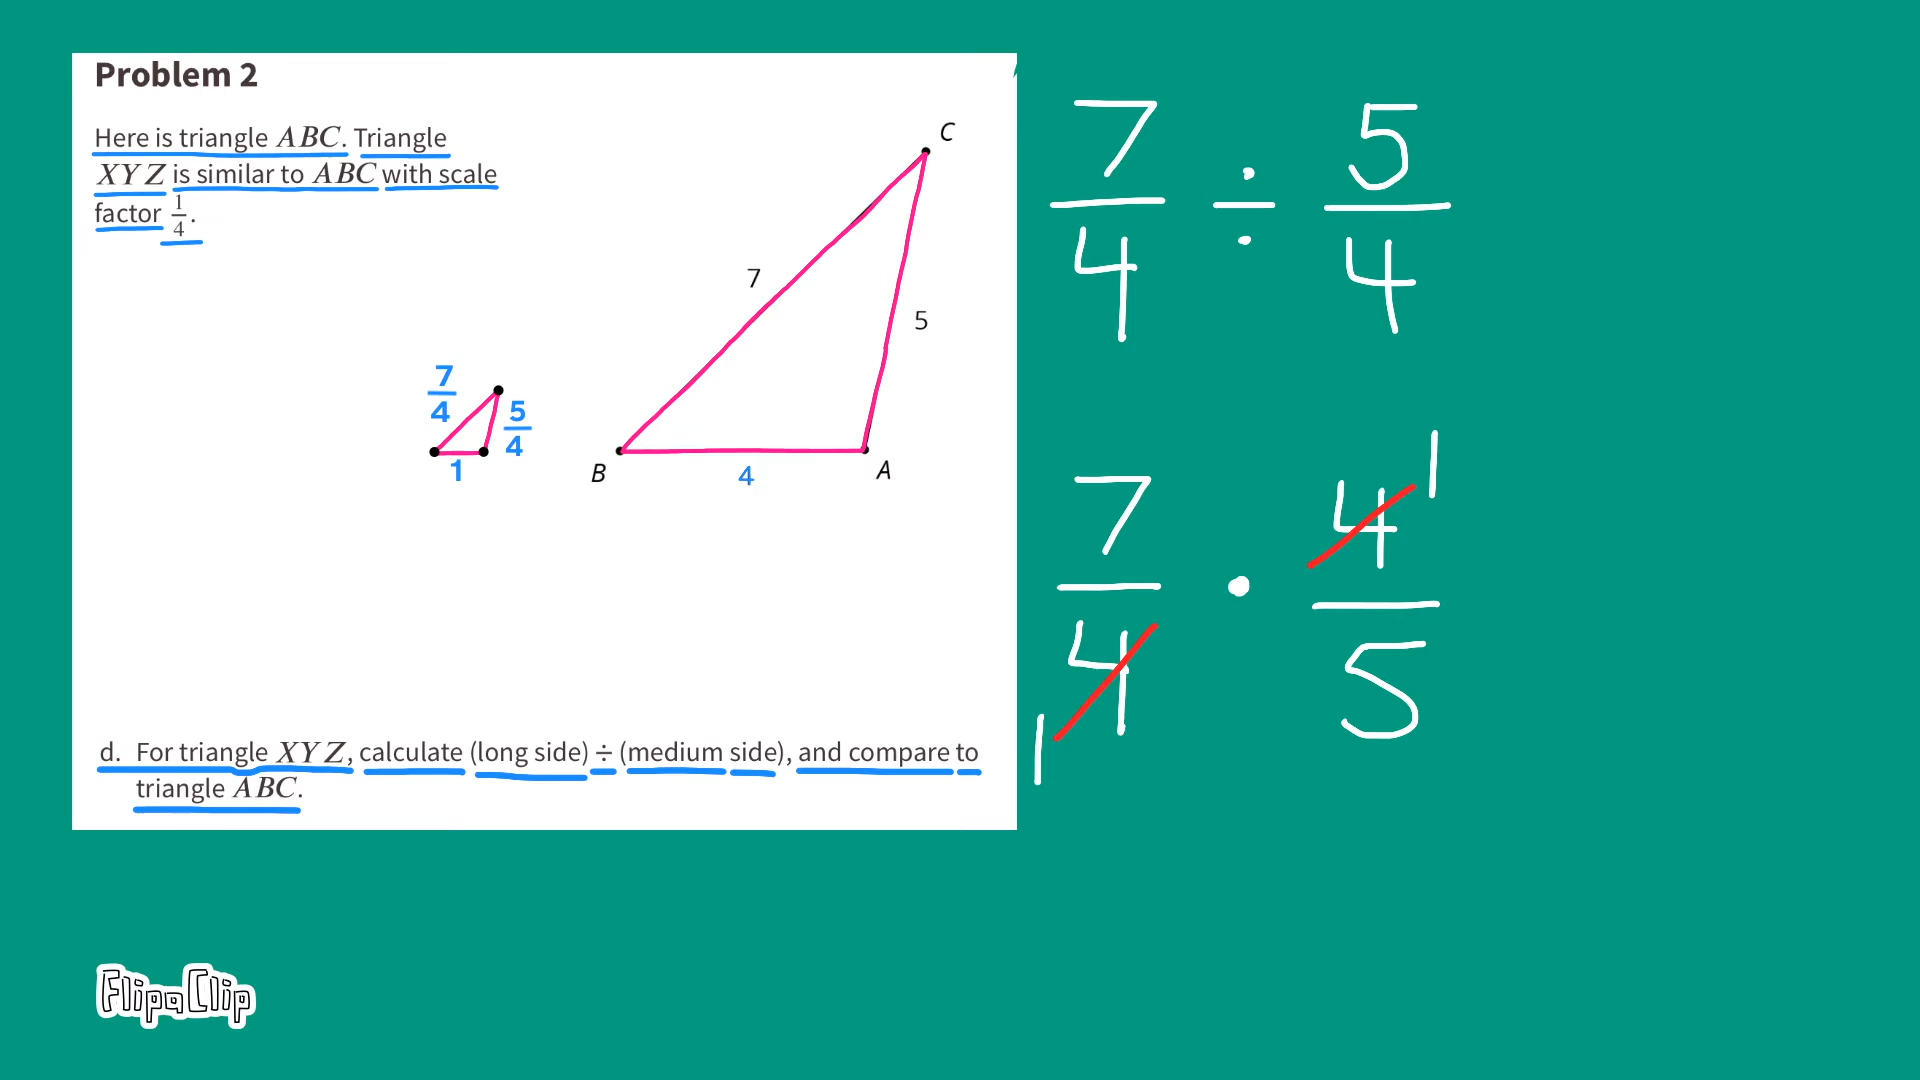 Problem 2
Here is triangle ABC. Triangle
XYZ is similar to ABC with scale
factor 1/4.
C
7
5
7/4
5/4
1
B
4
A
d. For triangle XYZ, calculate (long side) ÷ (medium side), and compare to
triangle ABC.
7/4 ÷ 5/4
7/4 · 4/5
1
1
FlipaClip